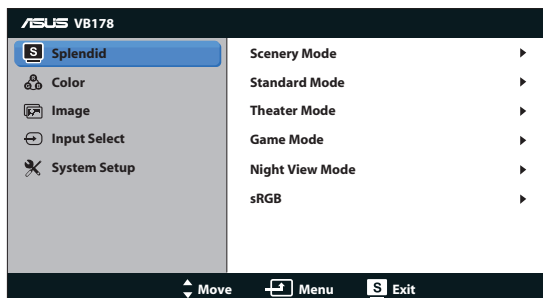 ASUS VB178
S Splendid
Color
Image
Input Select
System Setup
Scenery Mode
Standard Mode
Theater Mode
Game Mode
Night View Mode
sRGB
Move Menu S Exit